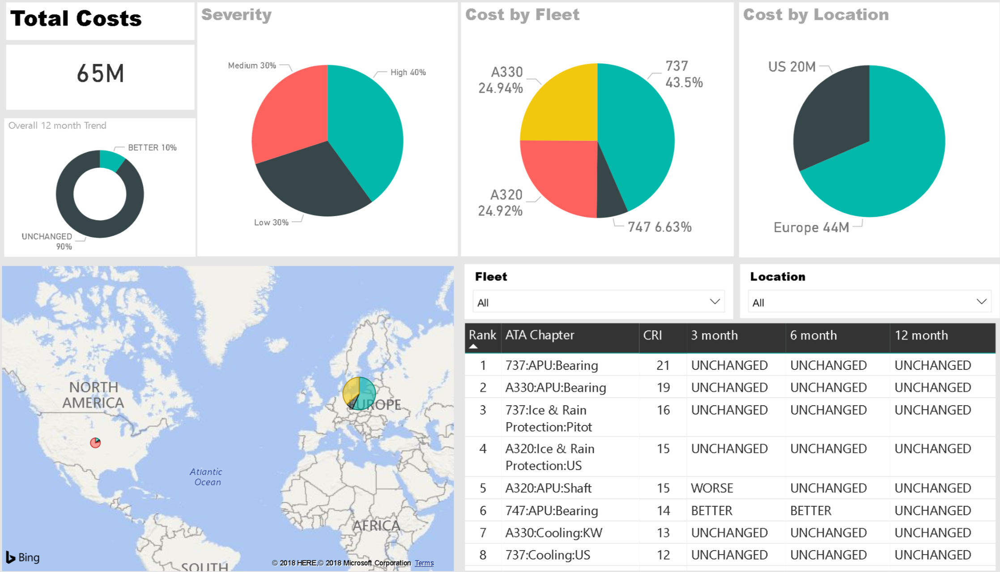 Total Costs
65M
Overall 12 month Trend
BETTER 10%
UNCHANGED
90%
Severity
Medium 30%
High 40%
Low 30%
Cost by Fleet
A330
24.94%
737
43.5%
A320
24.92%
747 6.63%
Cost by Location
US 20M
Europe 44M
NORTH
AMERICA
EUROPE
Atlantic
Ocean
AFRICA
SOUTH
Bing
© 2018 HERE,© 2018 Microsoft Corporation Terms
Fleet
All
Location
All
Rank ATA Chapter CRI 3 month 6 month 12 month
1 737:APU:Bearing 21 UNCHANGED UNCHANGED UNCHANGED
2 A330:APU:Bearing 19 UNCHANGED UNCHANGED UNCHANGED
3 737:Ice & Rain 16 UNCHANGED UNCHANGED UNCHANGED
Protection:Pitot
4 A320:Ice & Rain 15 UNCHANGED UNCHANGED UNCHANGED
Protection:US
5 A320:APU:Shaft 15 WORSE UNCHANGED UNCHANGED
6 747:APU:Bearing 14 BETTER BETTER UNCHANGED
7 A330:Cooling:KW 13 UNCHANGED UNCHANGED UNCHANGED
8 737:Cooling:US 12 UNCHANGED UNCHANGED UNCHANGED